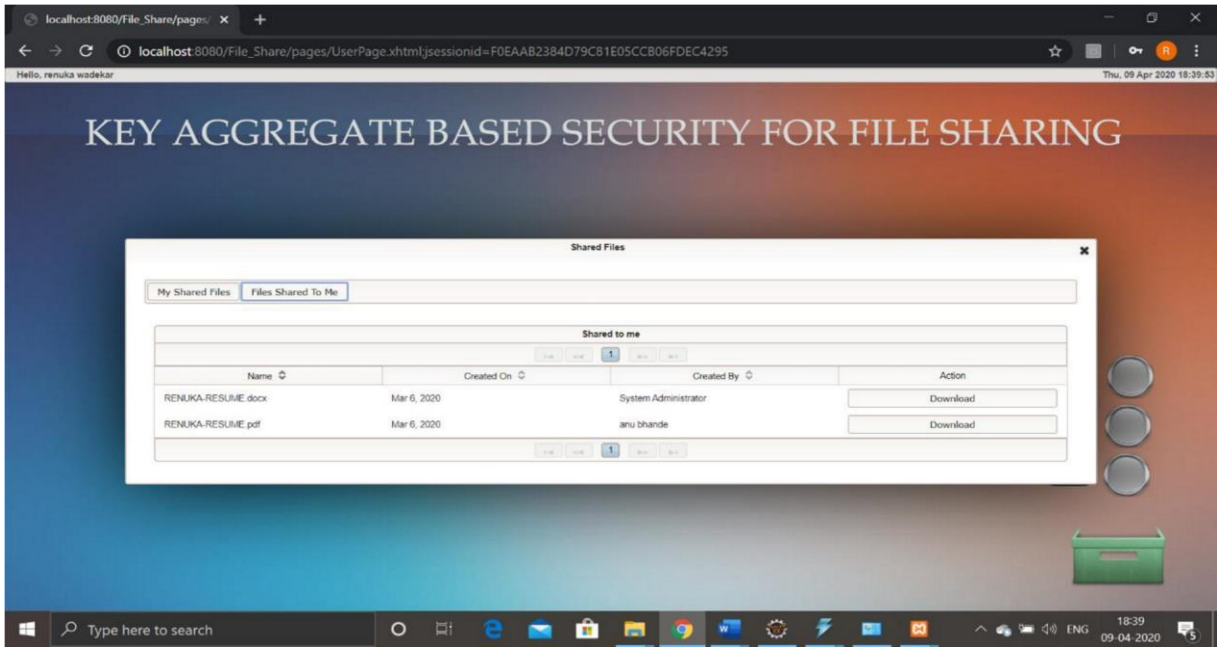 localhost:8080/File_Share/pages/
localhost:8080/File_Share/pages/UserPage.xhtml;jsessionid=F0EAAB2384D79C81E05CCB06FDEC4295
R
Hello, renuka wadekar
Thu, 09 Apr 2020 18:39:53
KEY AGGREGATE BASED SECURITY FOR FILE SHARING
Shared Files
My Shared Files Files Shared To Me
Shared to me
1
Name Created On Created By Action
RENUKA-RESUME.docx Mar 6, 2020 System Administrator Download
RENUKA-RESUME.pdf Mar 6, 2020 anu bhande Download
1
Type here to search
ENG
18:39
09-04-2020
5